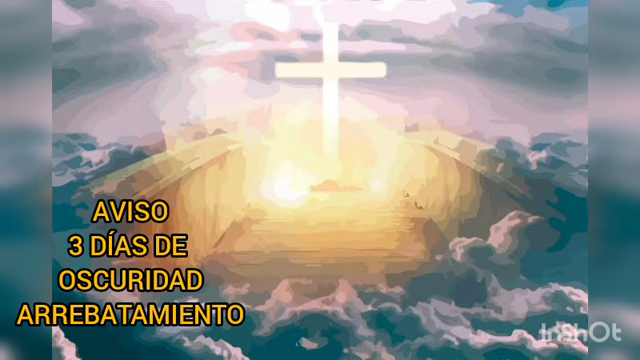 AVISO
3 DÍAS DE
OSCURIDAD
ARREBATAMIENTO
InShOt